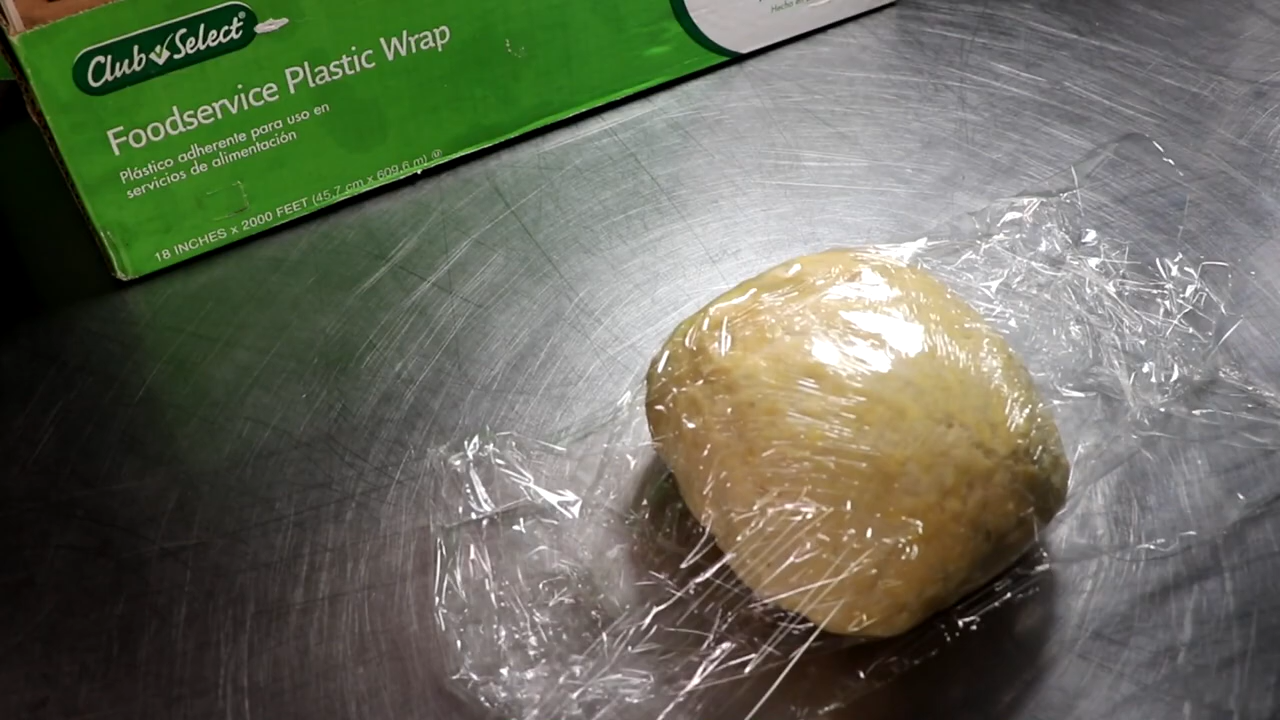 Club Select
Foodservice Plastic Wrap
Plástico adherente para uso en
servicios de alimentación
18 INCHES x 2000 FEET (45,7 cm x 609,6 m) Ⓤ